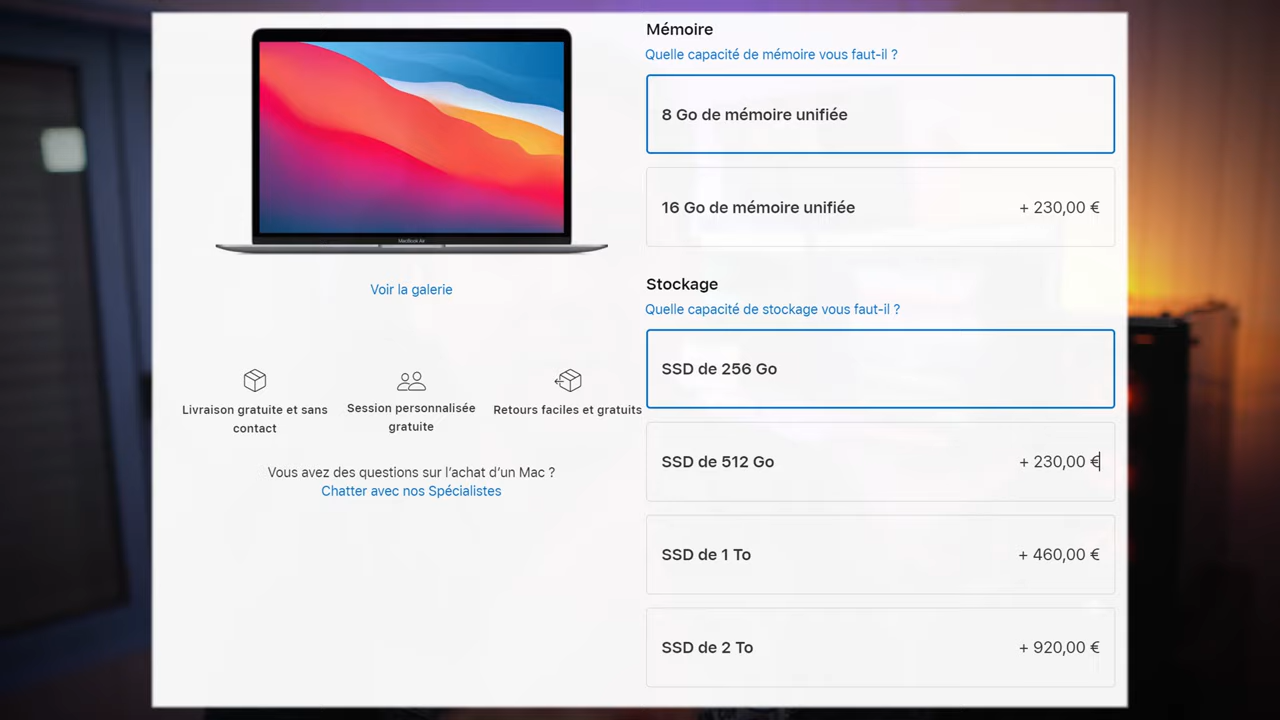 MacBook Air
Voir la galerie
Livraison gratuite et sans
contact
Session personnalisée
gratuite
Retours faciles et gratuits
Vous avez des questions sur l’achat d’un Mac ?
Chatter avec nos Spécialistes
Mémoire
Quelle capacité de mémoire vous faut-il ?
8 Go de mémoire unifiée
16 Go de mémoire unifiée + 230,00 €
Stockage
Quelle capacité de stockage vous faut-il ?
SSD de 256 Go
SSD de 512 Go + 230,00 €
SSD de 1 To + 460,00 €
SSD de 2 To + 920,00 €